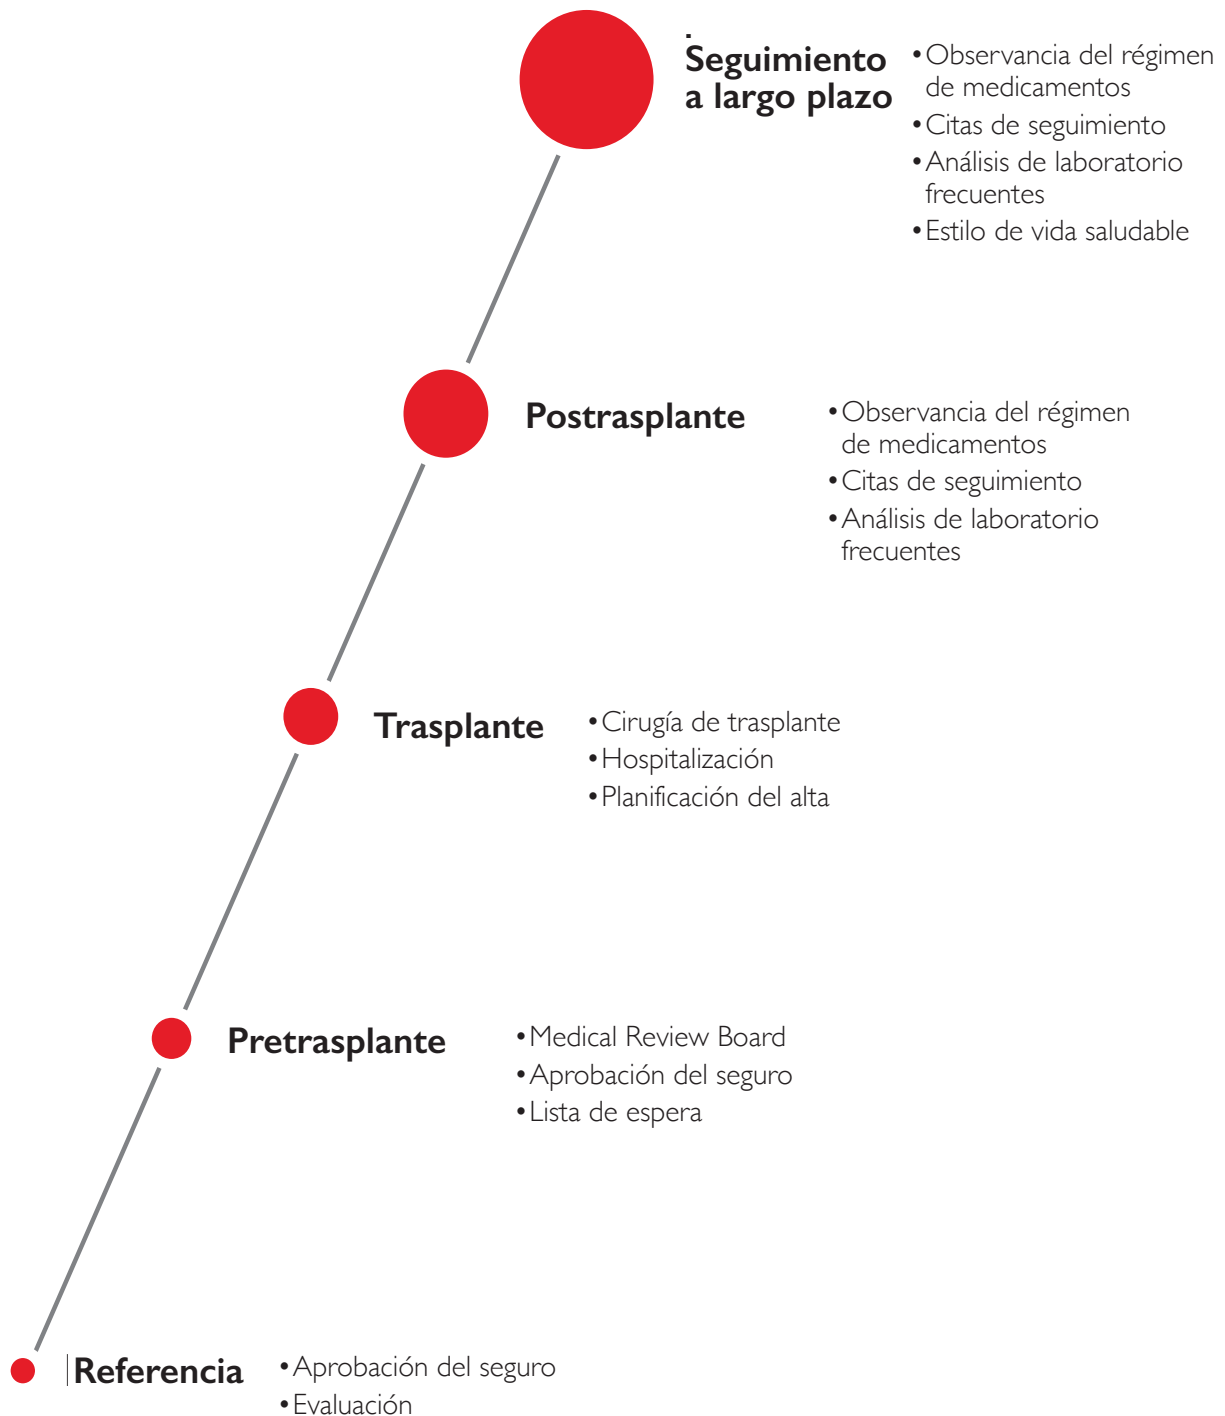 Seguimiento
a largo plazo
•Observancia del régimen
de medicamentos
•Citas de seguimiento
•Análisis de laboratorio
frecuentes
•Estilo de vida saludable
Postrasplante
•Observancia del régimen
de medicamentos
•Citas de seguimiento
•Análisis de laboratorio
frecuentes
Trasplante
•Cirugía de trasplante
•Hospitalización
•Planificación del alta
Pretrasplante
•Medical Review Board
•Aprobación del seguro
•Lista de espera
Referencia
•Aprobación del seguro
•Evaluación